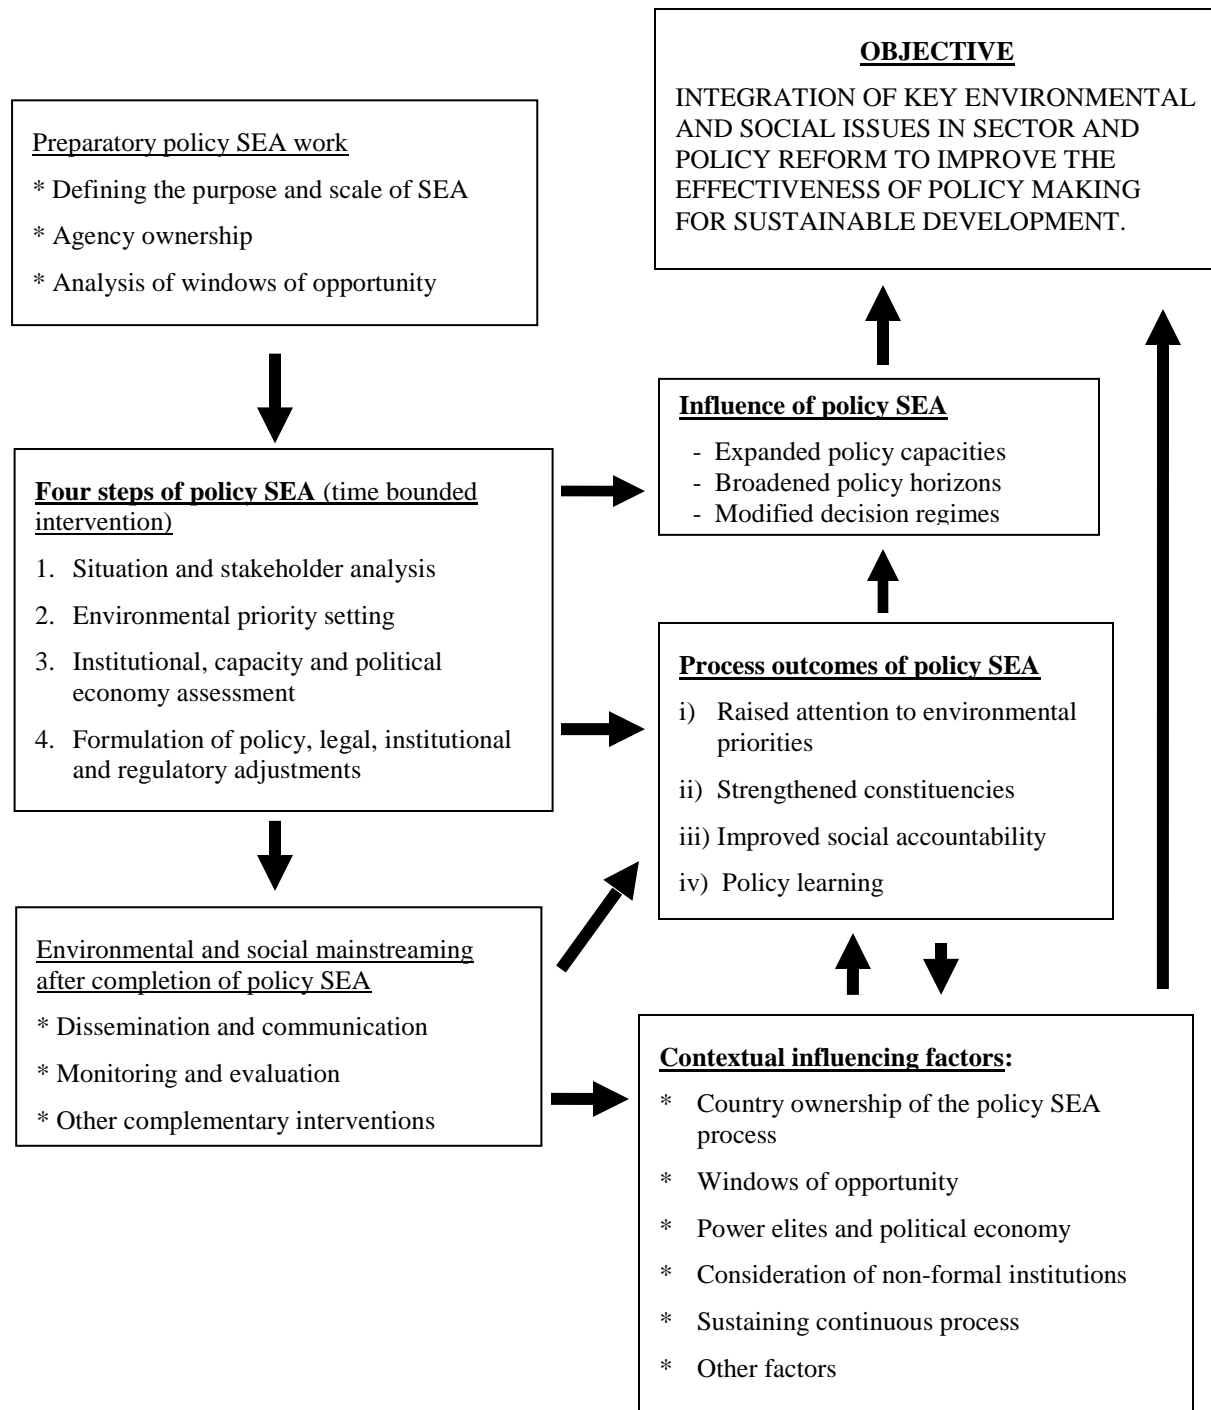 Preparatory policy SEA work
* Defining the purpose and scale of SEA
* Agency ownership
* Analysis of windows of opportunity
Four steps of policy SEA (time bounded
intervention)
1. Situation and stakeholder analysis
2. Environmental priority setting
3. Institutional, capacity and political
economy assessment
4. Formulation of policy, legal, institutional
and regulatory adjustments
Environmental and social mainstreaming
after completion of policy SEA
* Dissemination and communication
* Monitoring and evaluation
* Other complementary interventions
OBJECTIVE
INTEGRATION OF KEY ENVIRONMENTAL
AND SOCIAL ISSUES IN SECTOR AND
POLICY REFORM TO IMPROVE THE
EFFECTIVENESS OF POLICY MAKING
FOR SUSTAINABLE DEVELOPMENT.
Influence of policy SEA
- Expanded policy capacities
- Broadened policy horizons
- Modified decision regimes
Process outcomes of policy SEA
i) Raised attention to environmental
priorities
ii) Strengthened constituencies
iii) Improved social accountability
iv) Policy learning
Contextual influencing factors:
* Country ownership of the policy SEA
process
* Windows of opportunity
* Power elites and political economy
* Consideration of non-formal institutions
* Sustaining continuous process
* Other factors